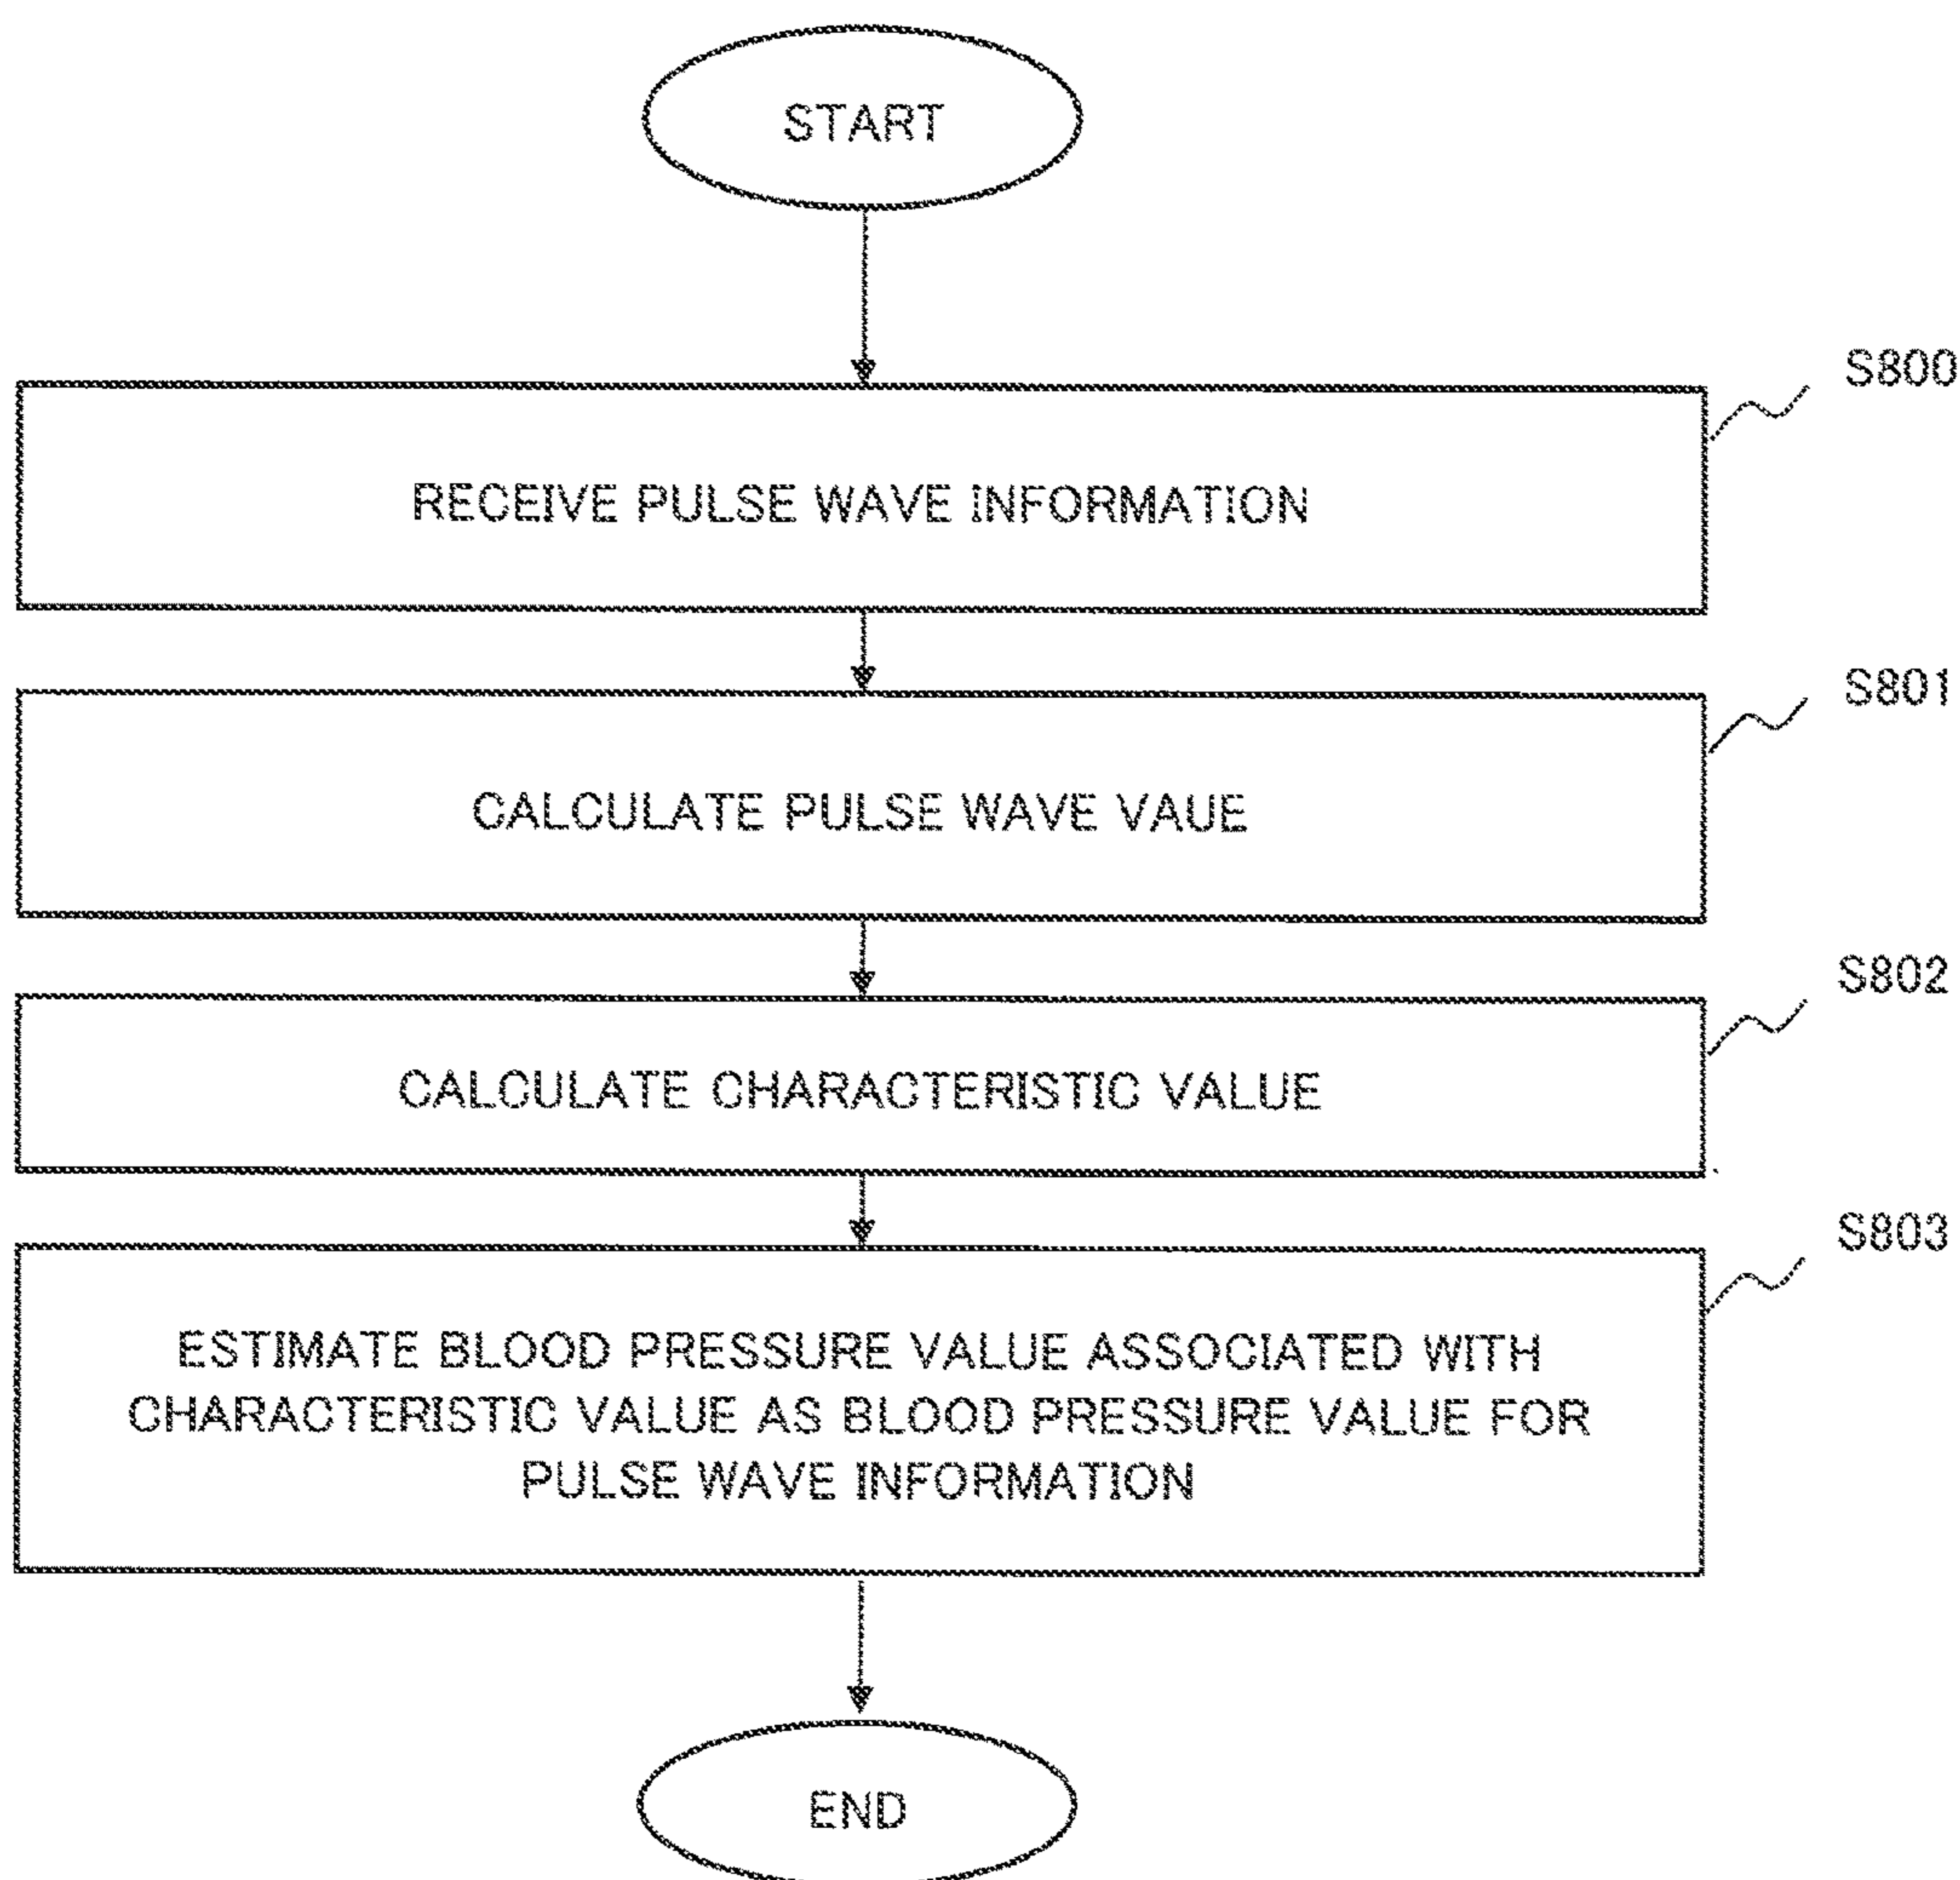 START
S800
RECEIVE PULSE WAVE INFORMATION
S801
CALCULATE PULSE WAVE VAUE
S802
CALCULATE CHARACTERISTIC VALUE
S803
ESTIMATE BLOOD PRESSURE VALUE ASSOCIATED WITH
CHARACTERISTIC VALUE AS BLOOD PRESSURE VALUE FOR
PULSE WAVE INFORMATION
END